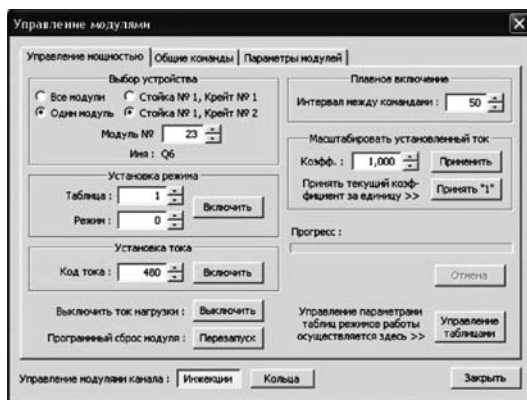 Управление модулями
Управление мощностью Общие команды Параметры модулей
Выбор устройства
Все модули Стойка № 1, Крейт № 1
Один модуль Стойка № 1, Крейт № 2
Модуль № 23
Имя : Q6
Установка режима
Таблица : 1
Режим : 0
Включить
Установка тока
Код тока : 480 Включить
Выключить ток нагрузки : Выключить
Программный сброс модуля : Перезапуск
Плавное включение
Интервал между командами : 50
Масштабировать установленный ток
Коэфф. : 1,000 Применить
Принять текущий коэф-
фициент за единицу >> Принять "1"
Прогресс :
Отмена
Управление параметрами
таблиц режимов работы
осуществляется здесь >>
Управление
таблицами
Управление модулями канала : Инжекции Кольца Закрыть